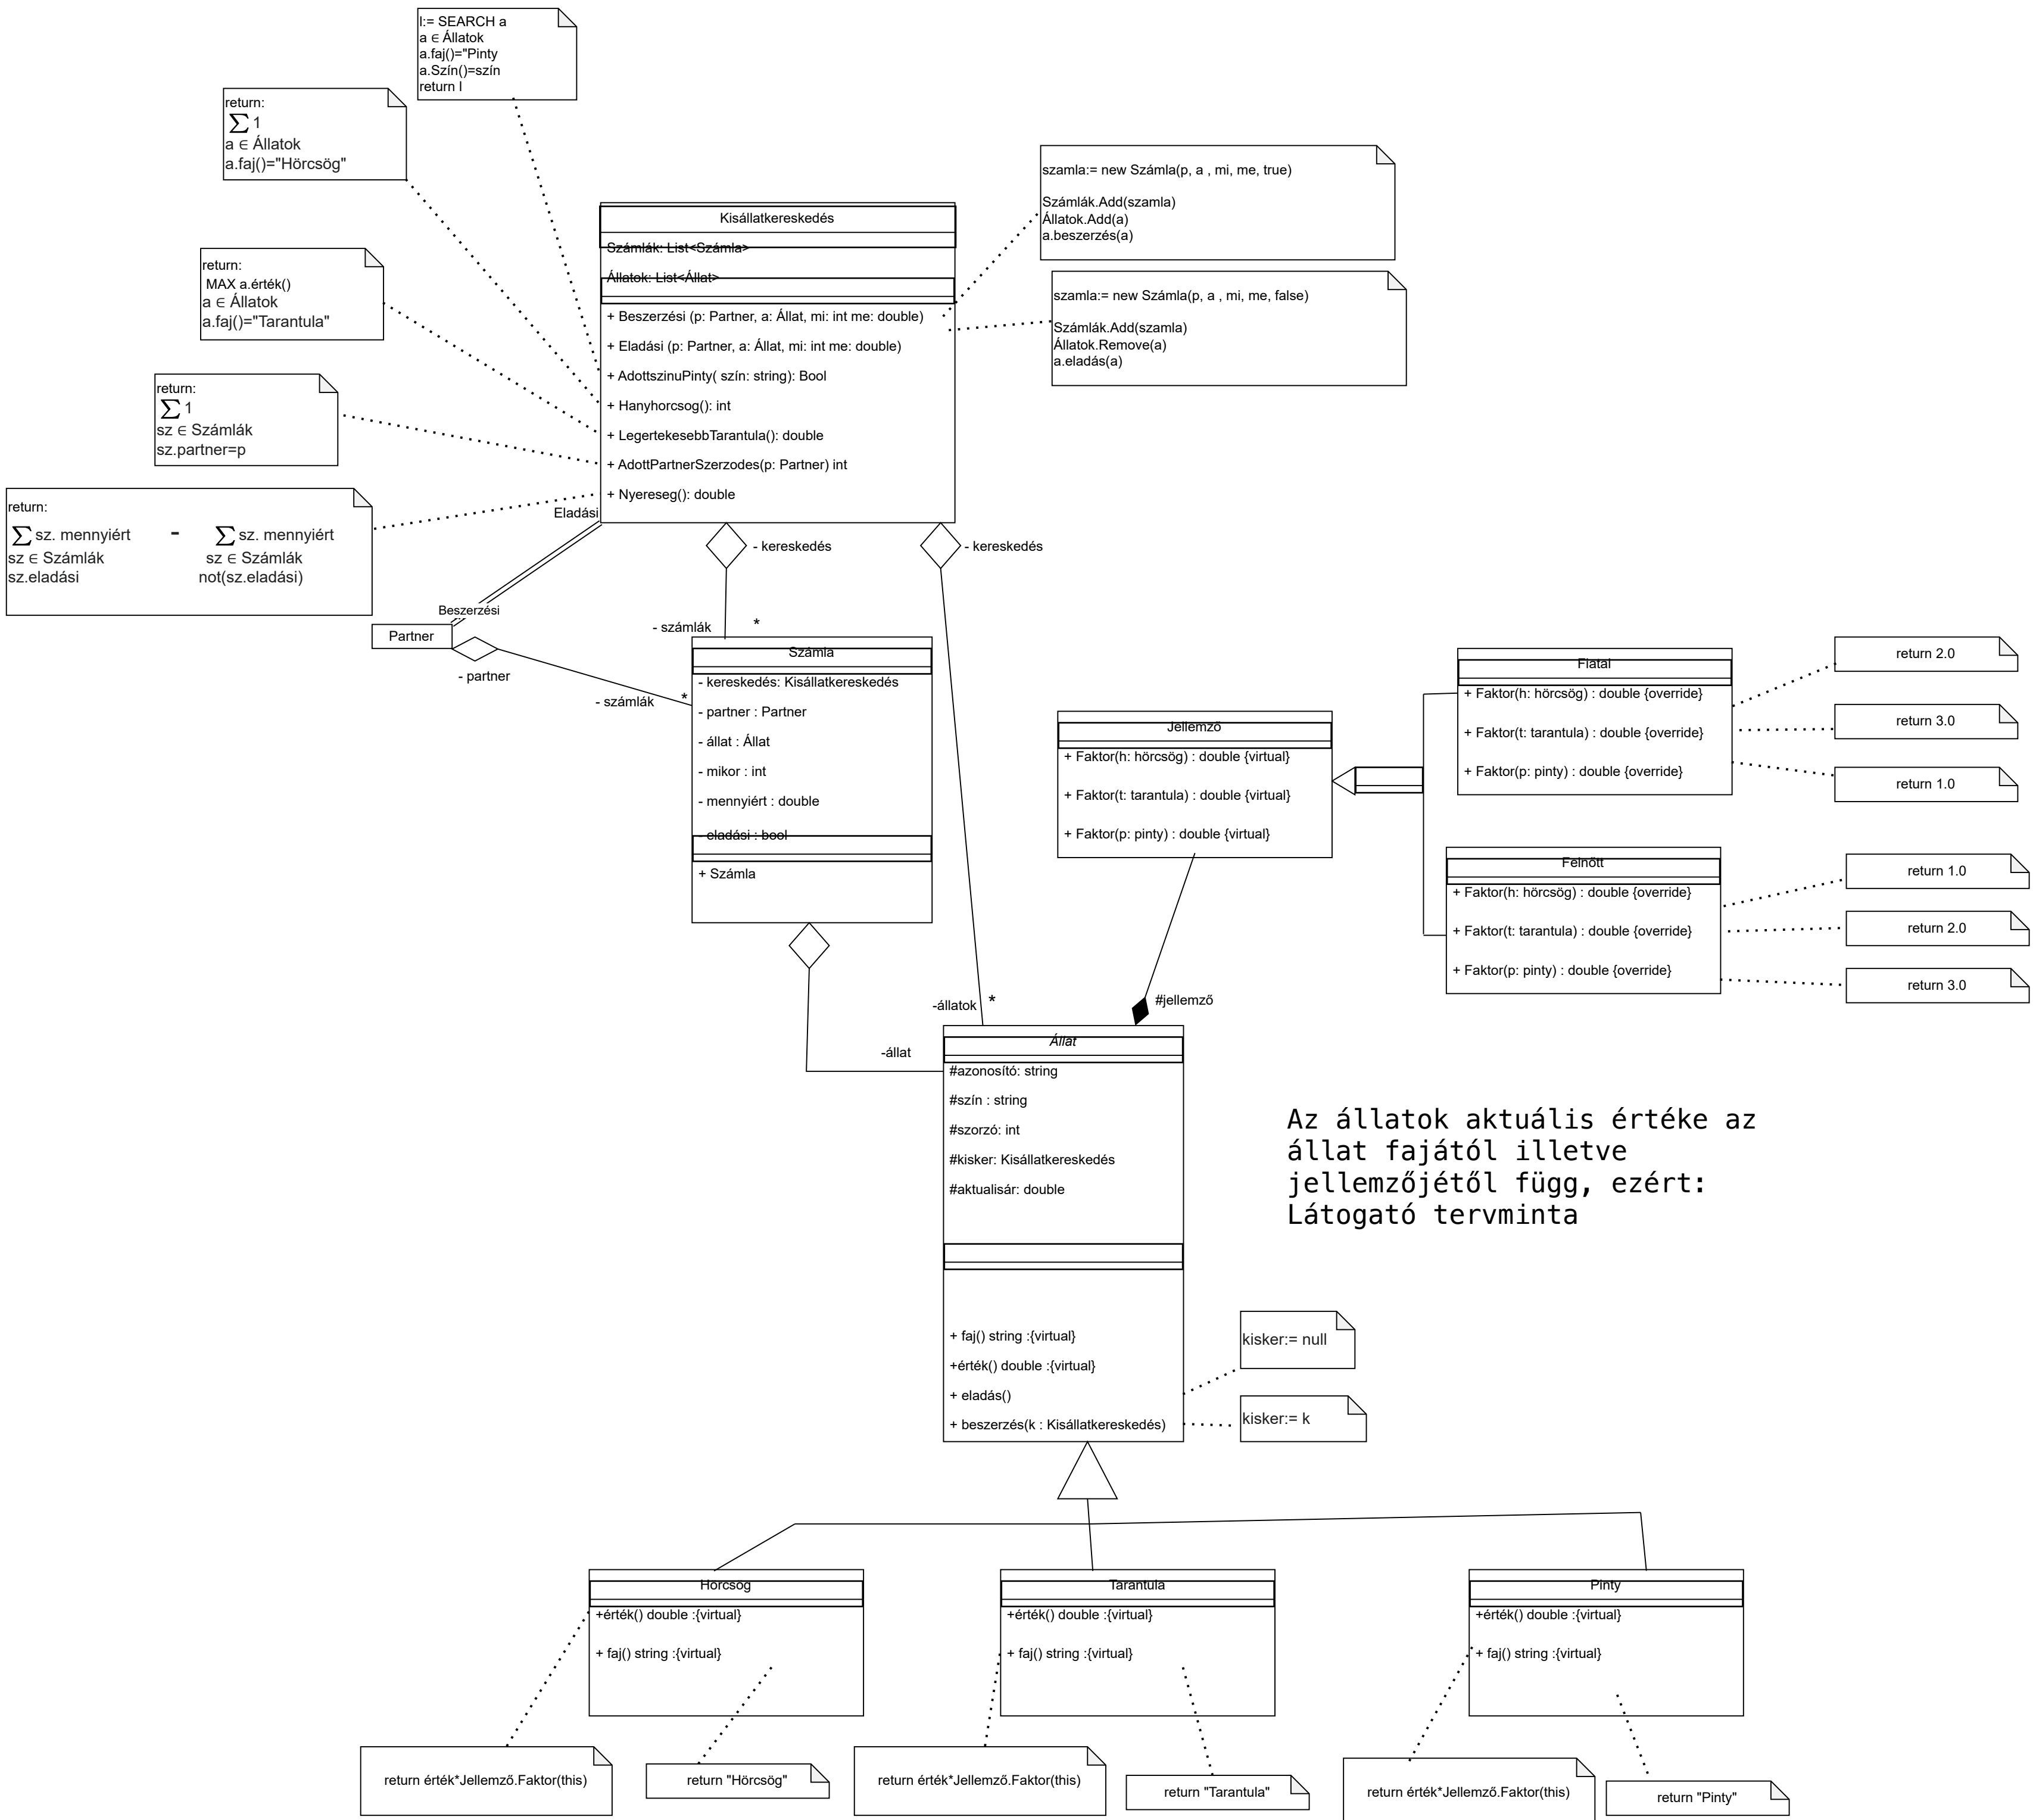 l:= SEARCH a
a ∈ Állatok
a.faj()="Pinty
a.Szín()=szín
return l
return:
∑ 1
a ∈ Állatok
a.faj()="Hörcsög"
return:
MAX a.érték()
a ∈ Állatok
a.faj()="Tarantula"
return:
∑ 1
sz ∈ Számlák
sz.partner=p
return:
∑ sz. mennyiért - ∑ sz. mennyiért
sz ∈ Számlák sz ∈ Számlák
sz.eladási not(sz.eladási)
Kisállatkereskedés
Számlák: List<Számla>
Állatok: List<Állat>
+ Beszerzési (p: Partner, a: Állat, mi: int me: double)
+ Eladási (p: Partner, a: Állat, mi: int me: double)
+ AdottszinuPinty( szín: string): Bool
+ Hanyhorcsog(): int
+ LegertekesebbTarantula(): double
+ AdottPartnerSzerzodes(p: Partner) int
+ Nyereseg(): double
szamla:= new Számla(p, a , mi, me, true)
Számlák.Add(szamla)
Állatok.Add(a)
a.beszerzés(a)
szamla:= new Számla(p, a , mi, me, false)
Számlák.Add(szamla)
Állatok.Remove(a)
a.eladás(a)
Eladási
- kereskedés
- kereskedés
Beszerzési
Partner
- partner
- számlák
*
- számlák
*
Számla
- kereskedés: Kisállatkereskedés
- partner : Partner
- állat : Állat
- mikor : int
- mennyiért : double
- eladási : bool
+ Számla
Jellemző
+ Faktor(h: hörcsög) : double {virtual}
+ Faktor(t: tarantula) : double {virtual}
+ Faktor(p: pinty) : double {virtual}
Fiatal
+ Faktor(h: hörcsög) : double {override}
+ Faktor(t: tarantula) : double {override}
+ Faktor(p: pinty) : double {override}
return 2.0
return 3.0
return 1.0
Felnőtt
+ Faktor(h: hörcsög) : double {override}
+ Faktor(t: tarantula) : double {override}
+ Faktor(p: pinty) : double {override}
return 1.0
return 2.0
return 3.0
-állatok
*
#jellemző
-állat
Állat
#azonosító: string
#szín : string
#szorzó: int
#kisker: Kisállatkereskedés
#aktualisár: double
+ faj() string :{virtual}
+érték() double :{virtual}
+ eladás()
+ beszerzés(k : Kisállatkereskedés)
kisker:= null
kisker:= k
Az állatok aktuális értéke az
állat fajától illetve
jellemzőjétől függ, ezért:
Látogató tervminta
Hörcsög
+érték() double :{virtual}
+ faj() string :{virtual}
Tarantula
+érték() double :{virtual}
+ faj() string :{virtual}
Pinty
+érték() double :{virtual}
+ faj() string :{virtual}
return érték*Jellemző.Faktor(this)
return "Hörcsög"
return érték*Jellemző.Faktor(this)
return "Tarantula"
return érték*Jellemző.Faktor(this)
return "Pinty"